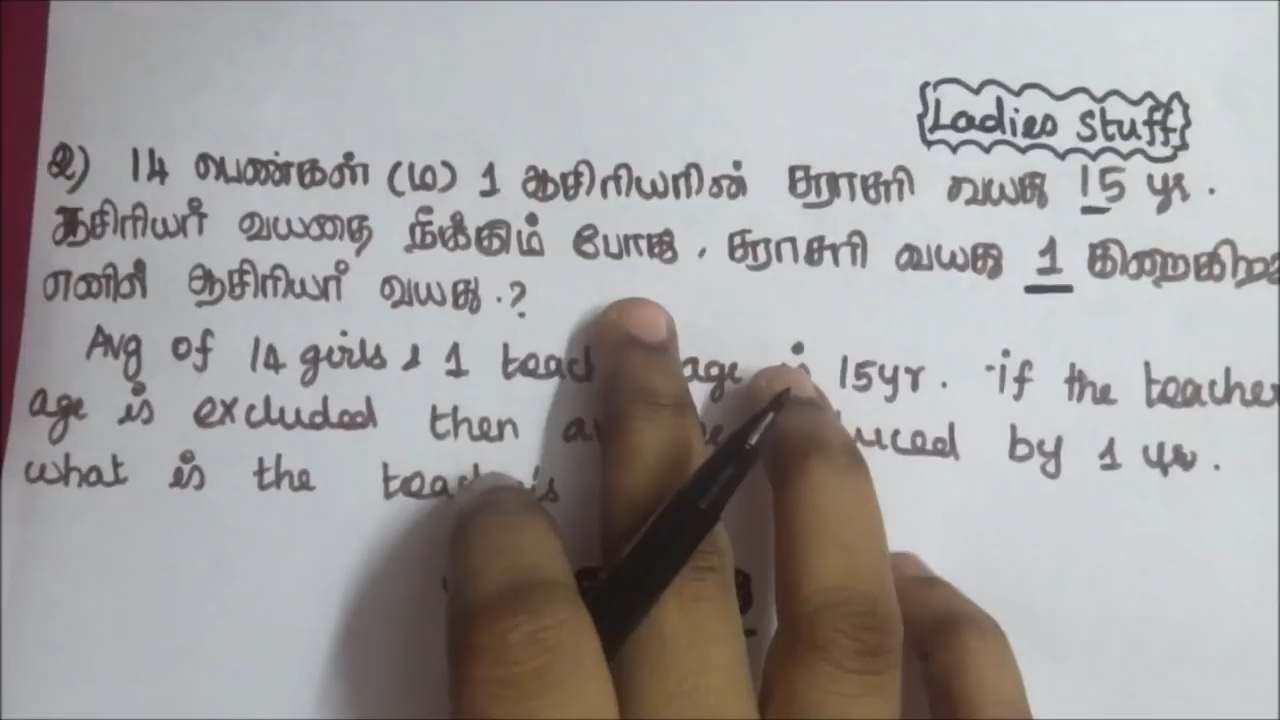 Ladies Stuff
2) 14 பெண்கள் (ம) 1 ஆசிரியரின் சராசரி வயது 15 yr.
ஆசிரியர் வயதை நீக்கும் போது, சராசரி வயது 1
எனின் ஆசிரியர் வயது.?
Avg of 14 girls & 1 age is 15yr. if the teacher
age is excluded then by 1 yr.
what is the